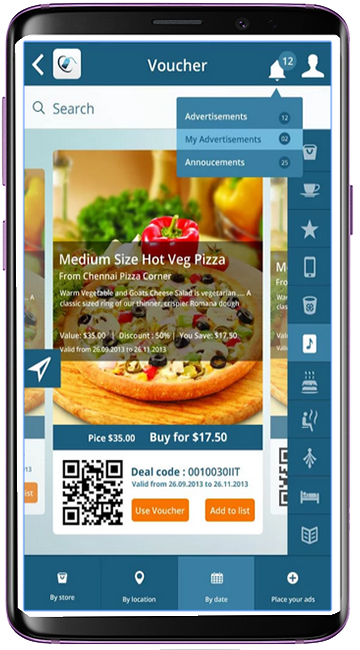 Voucher
12
Search
Advertisements 12
My Advertisements 02
Annoucements 25
Medium Size Hot Veg Pizza
From Chennai Pizza Corner
Warm Vegetable and Goats Cheese Salad is vegetarian .... A
classic sized ring of our thinner, crispier Romana dough
Value: $35.00 | Discount : 50% | You Save: $17.50
Valid from 26.09.2013 to 26.11.2013
Pice $35.00 Buy for $17.50
Deal code : 0010030IIT
Valid from 26.09.2013 to 26.11.2013
Use Voucher Add to list
list
By store
By location
By date
Place your ads